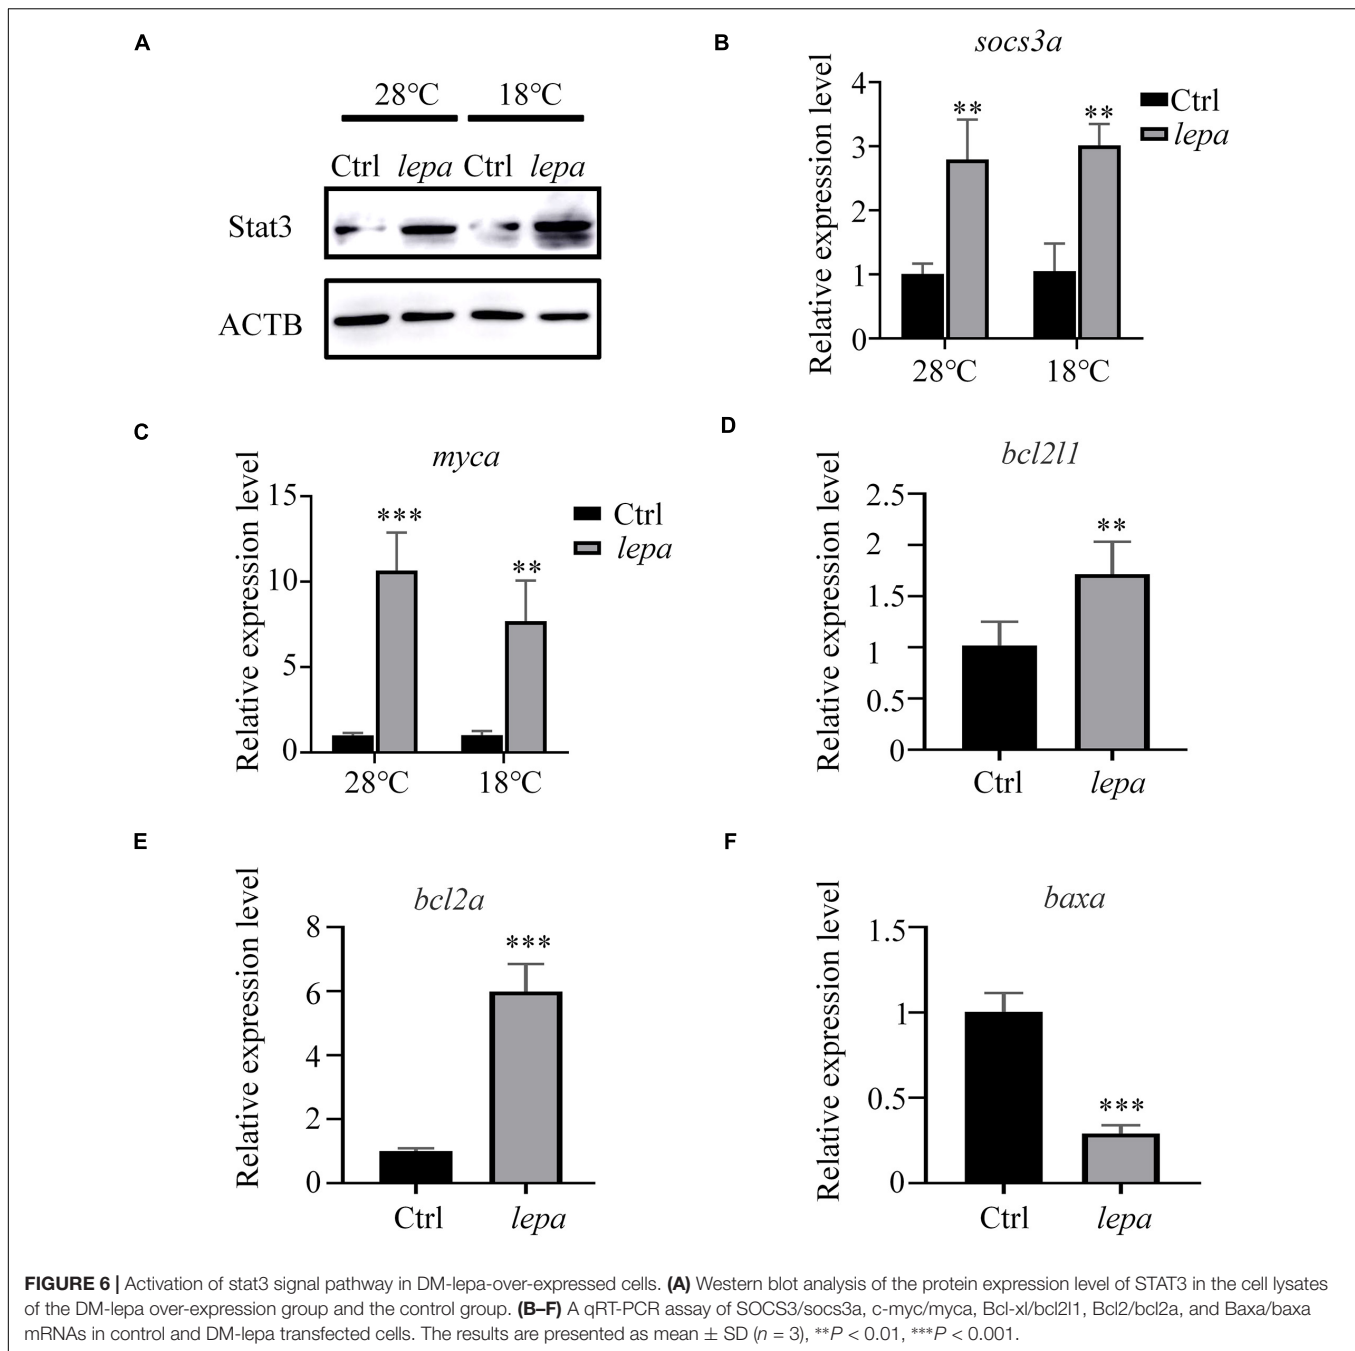 A
28°C 18°C
Ctrl lepa Ctrl lepa
Stat3
ACTB
B
socs3a
Relative expression level
4
3
2
1
0
** **
28°C 18°C
Ctrl
lepa
C
myca
Relative expression level
15
10
5
0
*** **
28°C 18°C
Ctrl
lepa
D
bcl2l1
Relative expression level
2.5
2
1.5
1
0.5
0
**
Ctrl lepa
E
bcl2a
Relative expression level
8
6
4
2
0
***
Ctrl lepa
F
baxa
Relative expression level
1.5
1
0.5
0
***
Ctrl lepa
FIGURE 6 | Activation of stat3 signal pathway in DM-lepa-over-expressed cells. (A) Western blot analysis of the protein expression level of STAT3 in the cell lysates
of the DM-lepa over-expression group and the control group. (B–F) A qRT-PCR assay of SOCS3/socs3a, c-myc/myca, Bcl-xl/bcl2l1, Bcl2/bcl2a, and Baxa/baxa
mRNAs in control and DM-lepa transfected cells. The results are presented as mean ± SD (n = 3), **P < 0.01, ***P < 0.001.